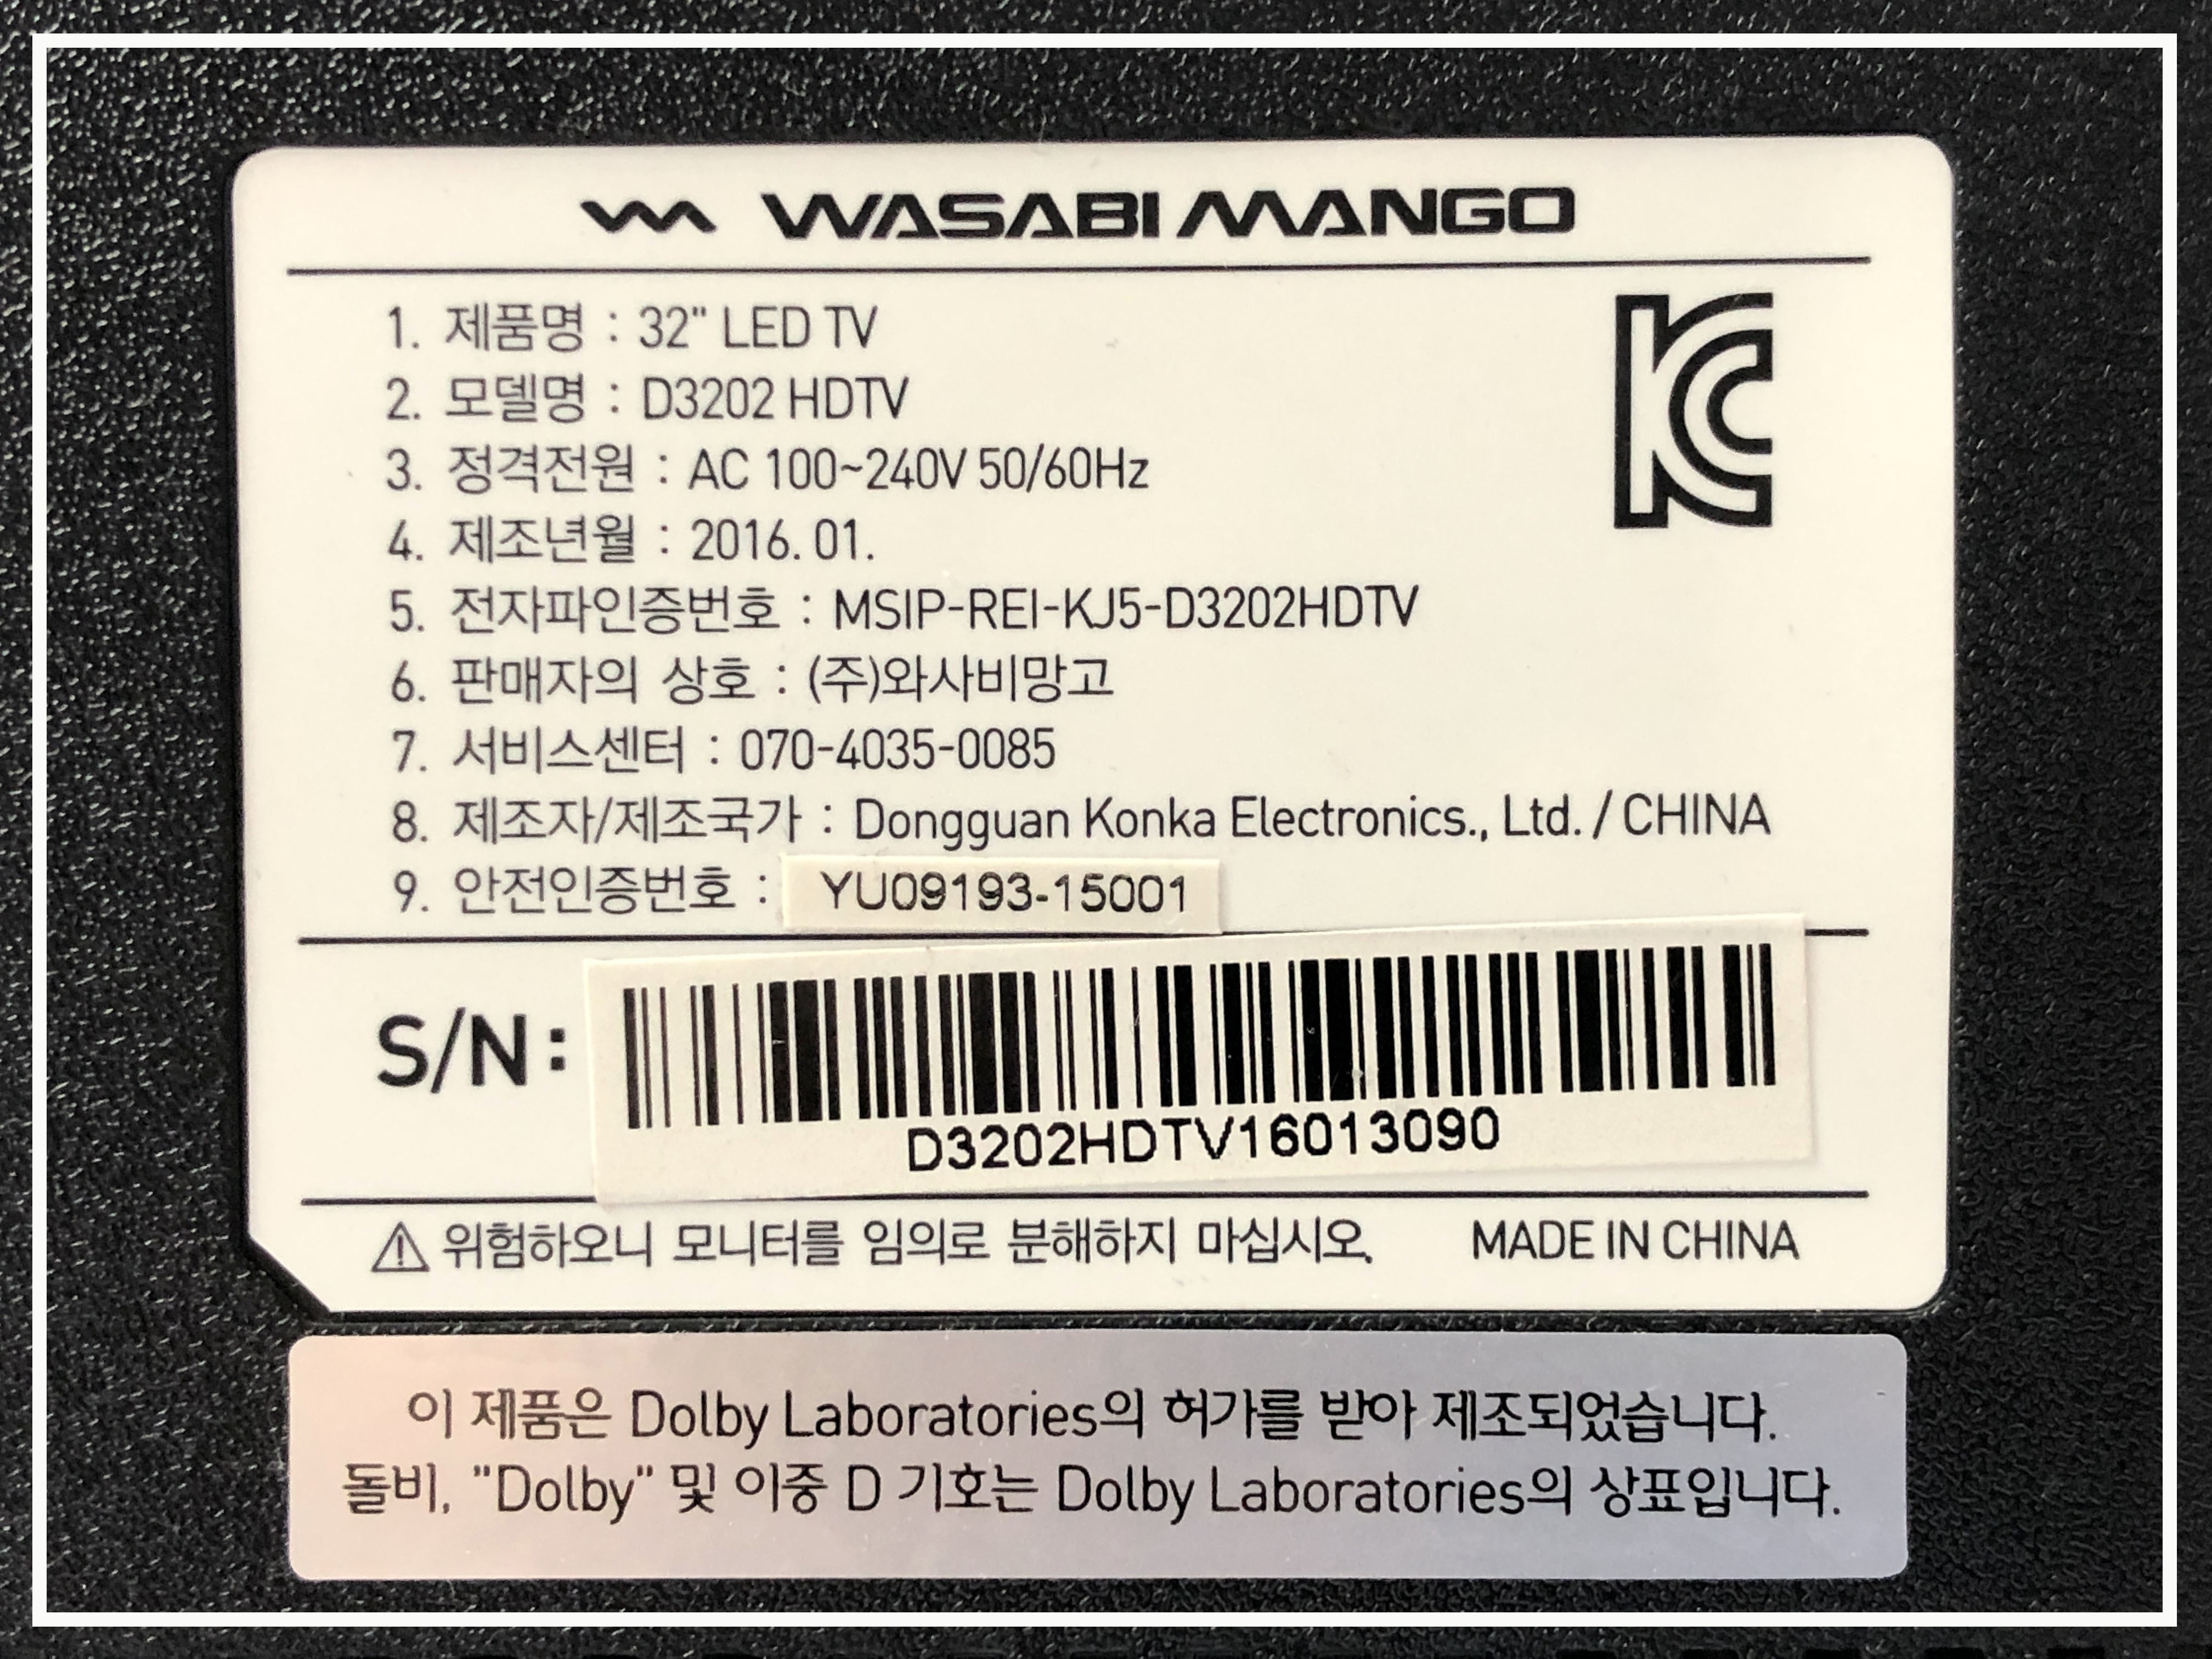 WASABI MANGO
1. 제품명 : 32" LED TV
2. 모델명 : D3202 HDTV
3. 정격전원 : AC 100~240V 50/60Hz
4. 제조년월 : 2016. 01.
5. 전자파인증번호 : MSIP-REI-KJ5-D3202HDTV
6. 판매자의 상호 : (주)와사비망고
7. 서비스센터 : 070-4035-0085
8. 제조자/제조국가 : Dongguan Konka Electronics., Ltd. / CHINA
9. 안전인증번호 : YU09193-15001
S/N :
D3202HDTV16013090
⚠ 위험하오니 모니터를 임의로 분해하지 마십시오. MADE IN CHINA
이 제품은 Dolby Laboratories의 허가를 받아 제조되었습니다.
돌비, "Dolby" 및 이중 D 기호는 Dolby Laboratories의 상표입니다.